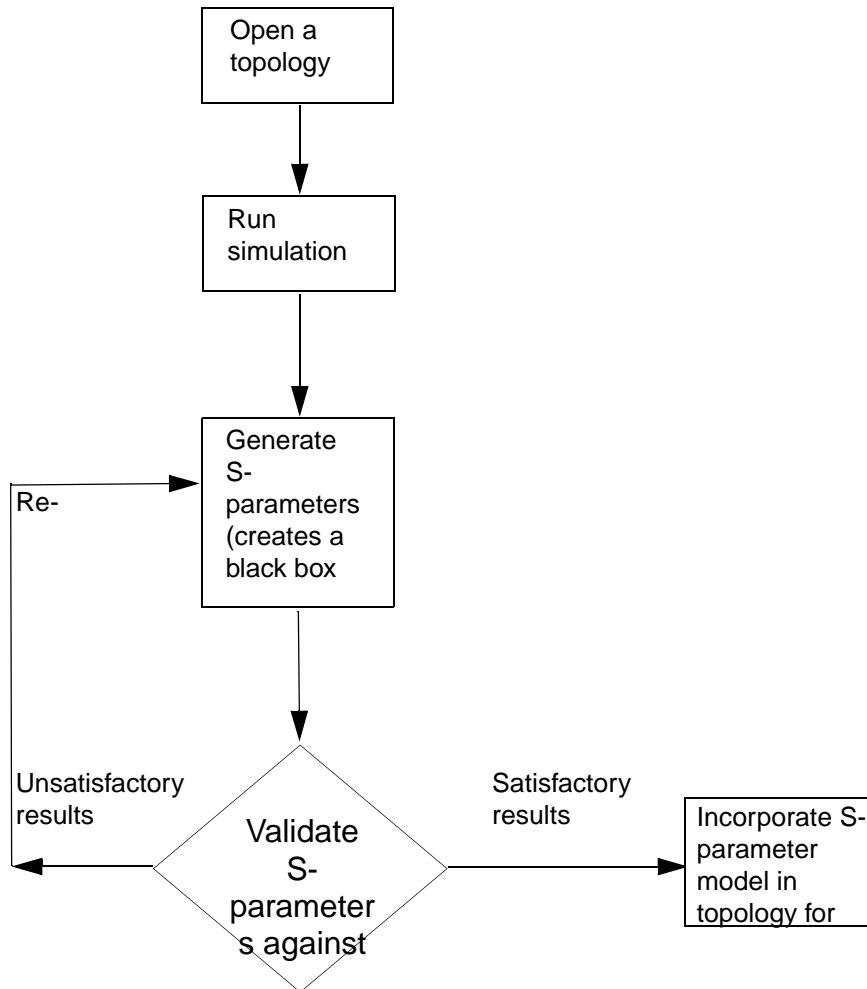 Open a
topology
Run
simulation
Generate
S-
parameters
(creates a
black box
Re-
Unsatisfactory
results
Satisfactory
results
Validate
S-
parameter
s against
Incorporate S-
parameter
model in
topology for